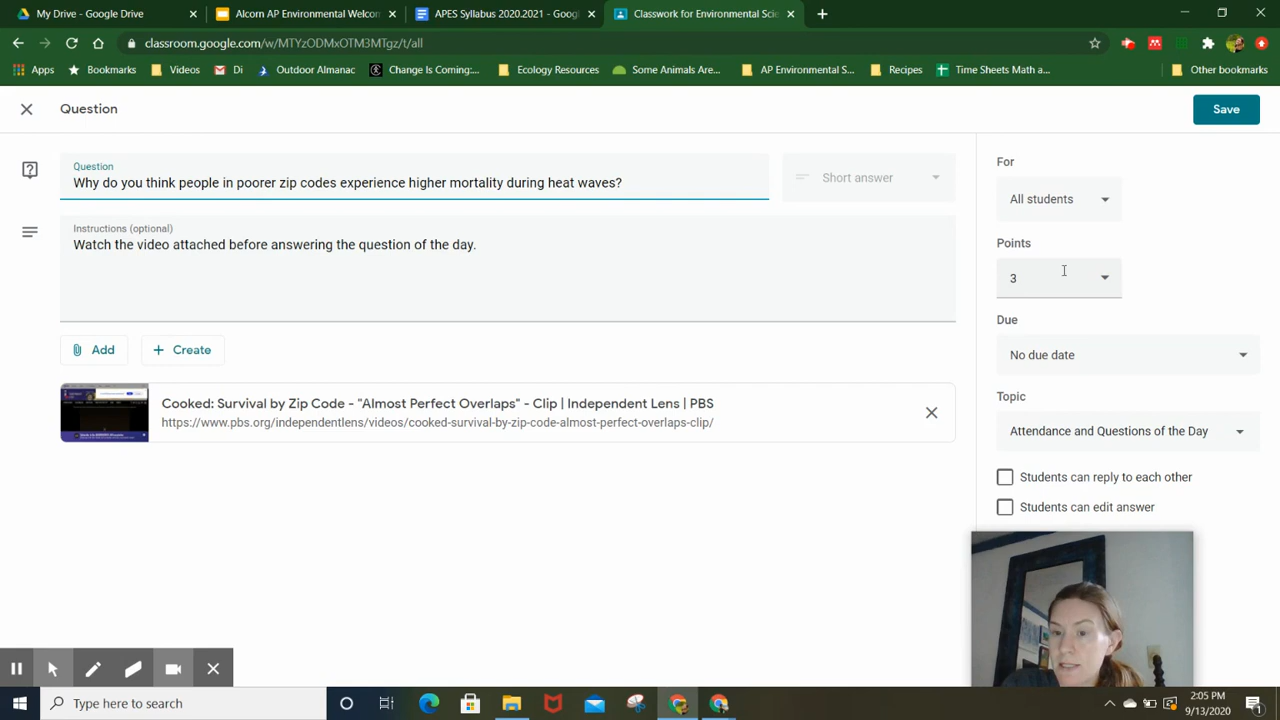 My Drive - Google Drive
Alcorn AP Environmental Welcom
APES Syllabus 2020.2021 - Googl
Classwork for Environmental Scie
classroom.google.com/w/MTYzODMxOTM3MTgz/t/all
Apps
Bookmarks
Videos
Di
Outdoor Almanac
Change Is Coming:...
Ecology Resources
Some Animals Are...
AP Environmental S...
Recipes
Time Sheets Math a...
Other bookmarks
Question
Save
Question
Why do you think people in poorer zip codes experience higher mortality during heat waves?
Short answer
Instructions (optional)
Watch the video attached before answering the question of the day.
Add
Create
Cooked: Survival by Zip Code - "Almost Perfect Overlaps" - Clip | Independent Lens | PBS
https://www.pbs.org/independentlens/videos/cooked-survival-by-zip-code-almost-perfect-overlaps-clip/
For
All students
Points
3
Due
No due date
Topic
Attendance and Questions of the Day
Students can reply to each other
Students can edit answer
Type here to search
2:05 PM
9/13/2020
1